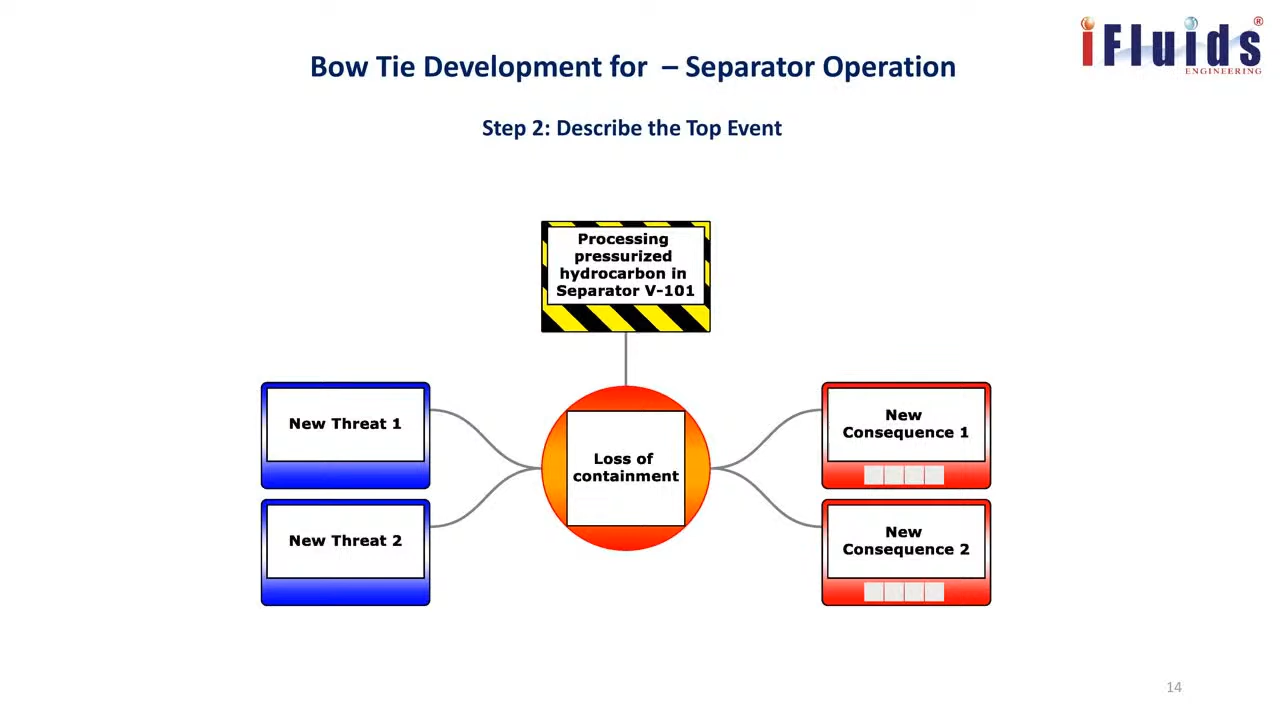 iFluids®
ENGINEERING
Bow Tie Development for – Separator Operation
Step 2: Describe the Top Event
Processing
pressurized
hydrocarbon in
Separator V-101
New Threat 1
New Threat 2
Loss of
containment
New
Consequence 1
New
Consequence 2
14